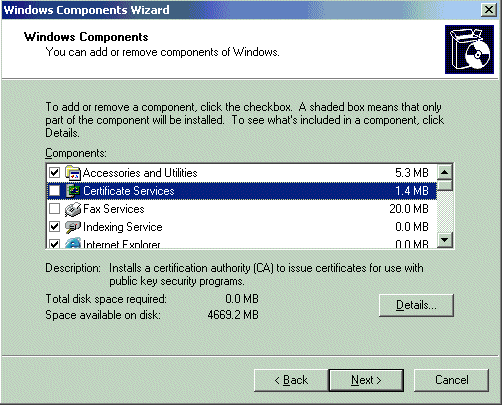 Windows Components Wizard
Windows Components
You can add or remove components of Windows.
To add or remove a component, click the checkbox. A shaded box means that only
part of the component will be installed. To see what's included in a component, click
Details.
Components:
Accessories and Utilities 5.3 MB
Certificate Services 1.4 MB
Fax Services 20.0 MB
Indexing Service 0.0 MB
Internet Explorer 0.0 MB
Description: Installs a certification authority (CA) to issue certificates for use with
public key security programs.
Total disk space required: 0.0 MB
Space available on disk: 4669.2 MB
Details...
< Back Next > Cancel